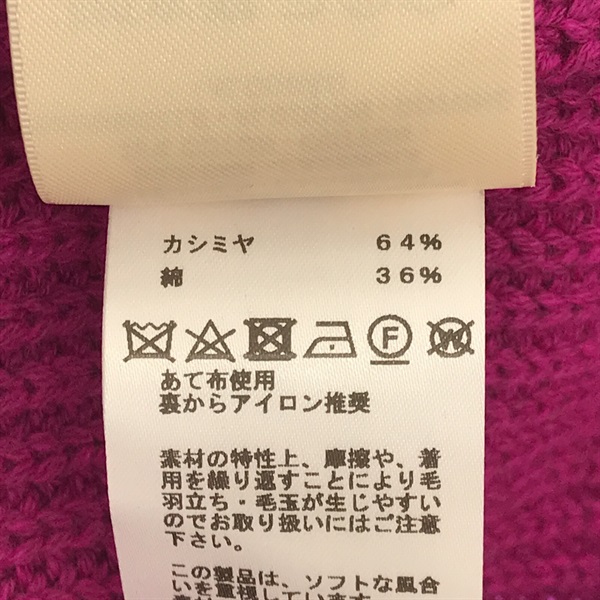 カシミヤ 64%
綿 36%
F W
あて布使用
裏からアイロン推奨
素材の特性上、摩擦や、着
用を繰り返すことにより毛
羽立ち・毛玉が生じやすい
のでお取り扱いにはご注意
下さい。
この製品は、ソフトな風合
いを重視しています